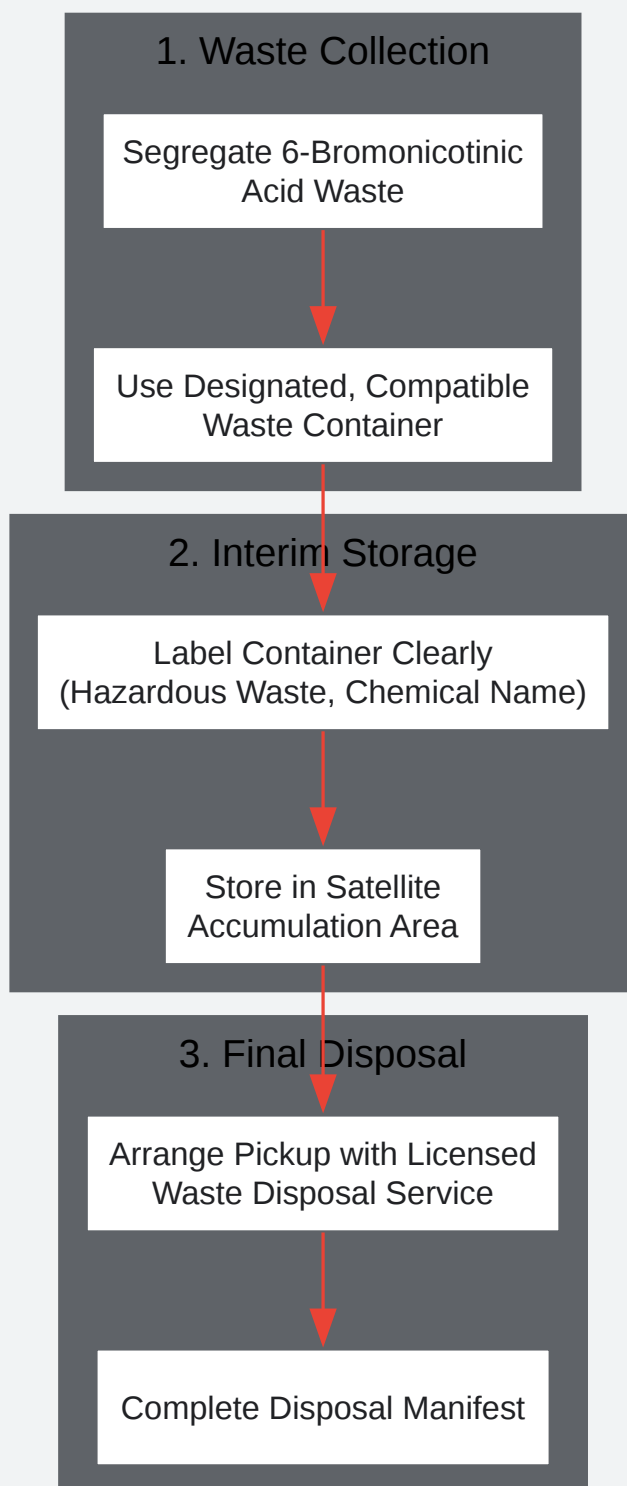 1. Waste Collection
Segregate 6-Bromonicotinic
Acid Waste
Use Designated, Compatible
Waste Container
2. Interim Storage
Label Container Clearly
(Hazardous Waste, Chemical Name)
Store in Satellite
Accumulation Area
3. Final Disposal
Arrange Pickup with Licensed
Waste Disposal Service
Complete Disposal Manifest